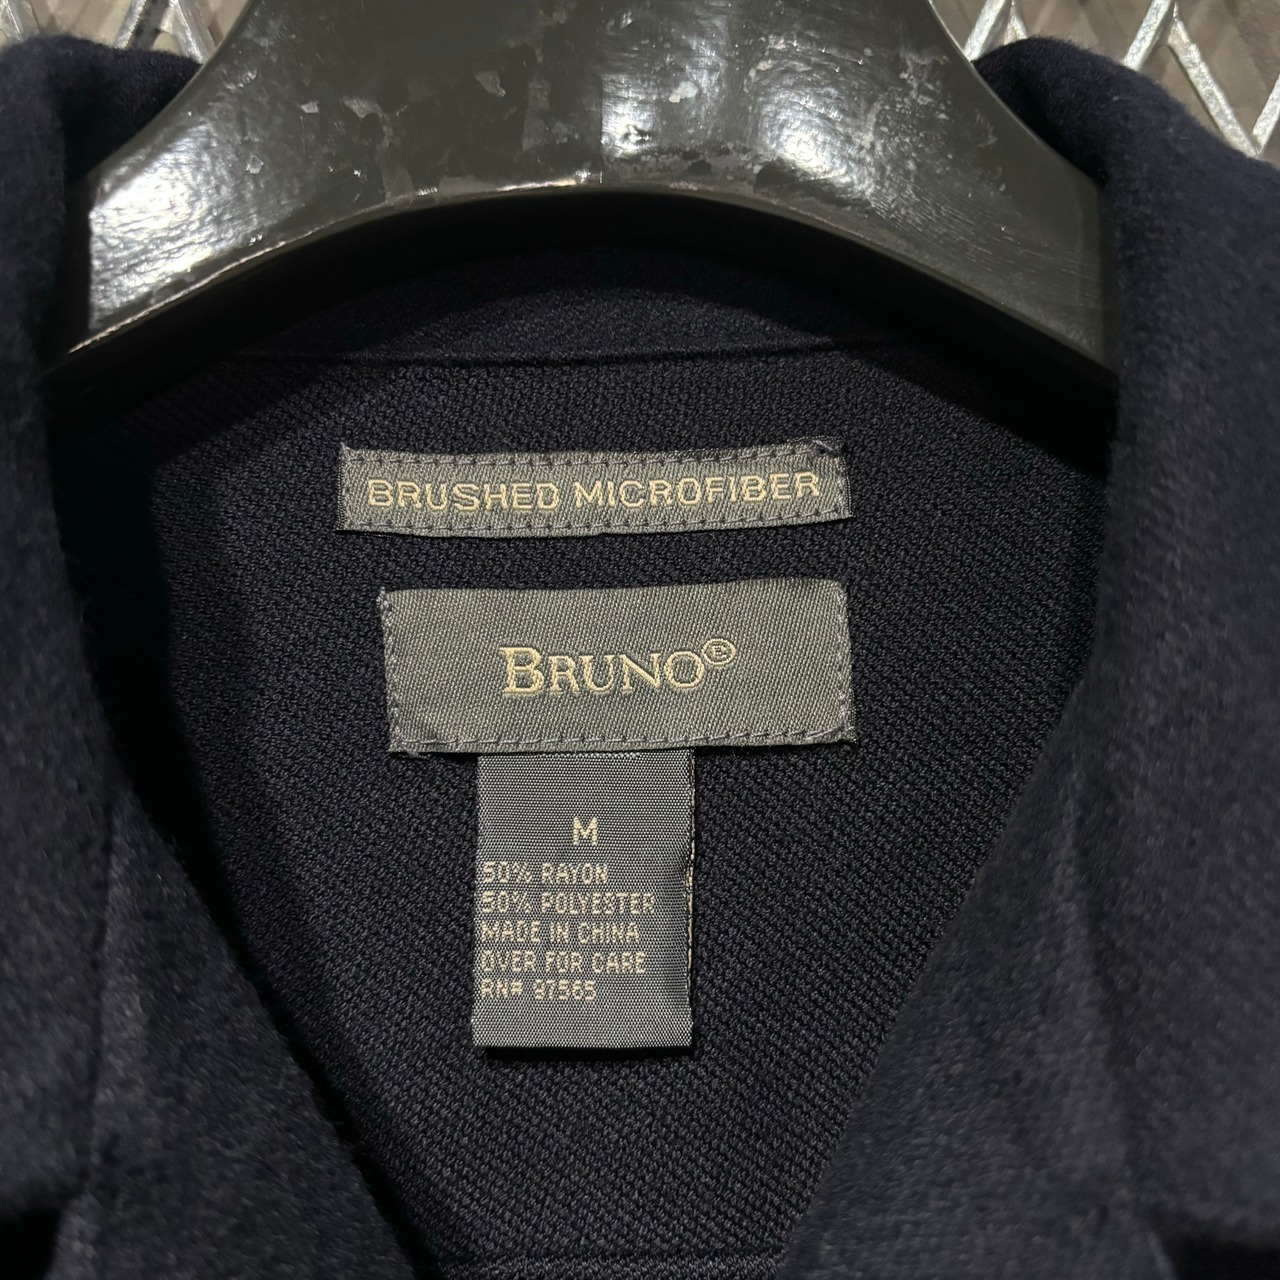 BRUSHED MICROFIBER
BRUNO®
M
50% RAYON
50% POLYESTER
MADE IN CHINA
OVER FOR CARE
RN# 97565